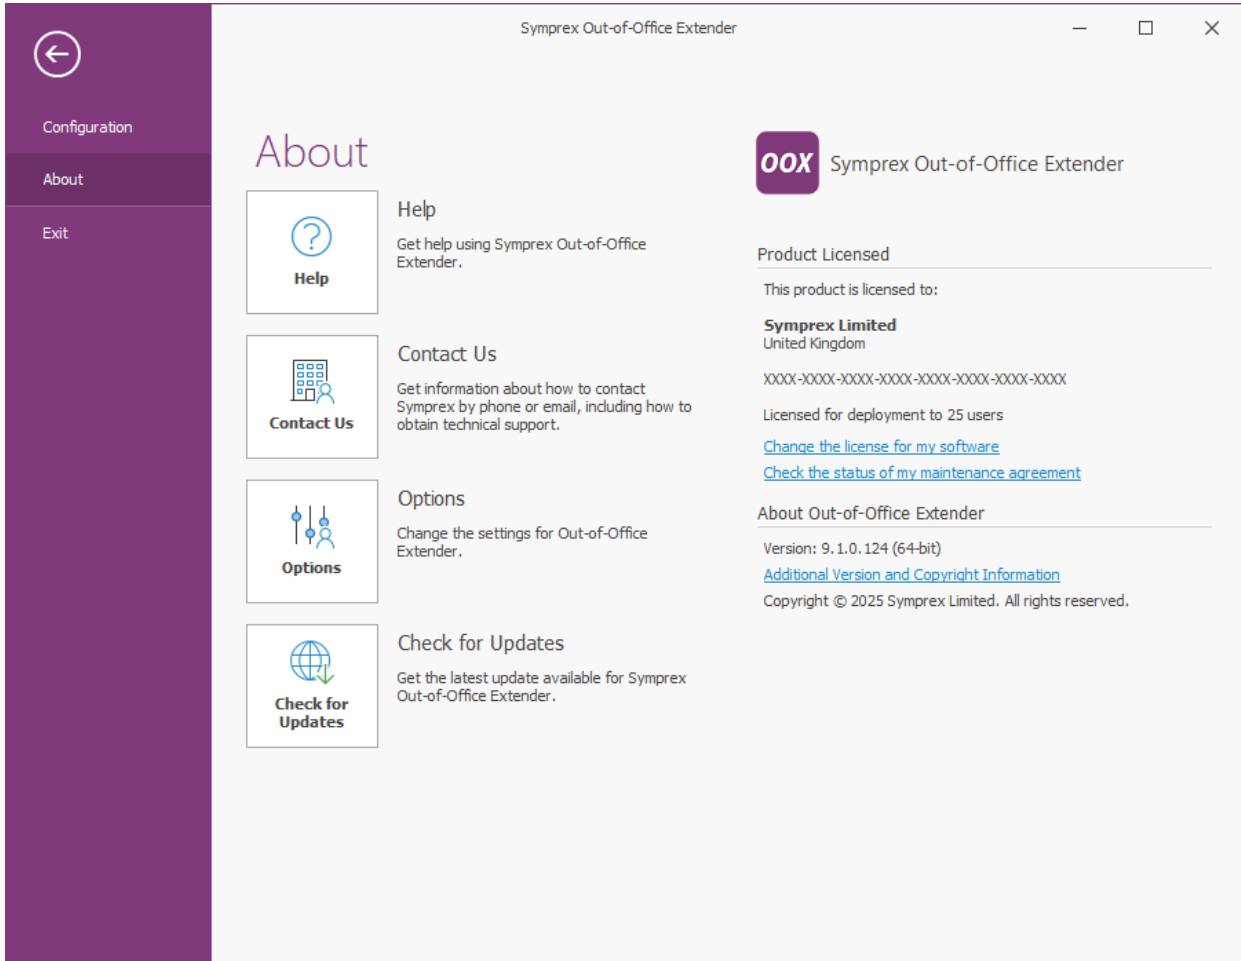 Symprex Out-of-Office Extender
Configuration
About
Exit
About
Help
Help
Get help using Symprex Out-of-Office
Extender.
Contact Us
Contact Us
Get information about how to contact
Symprex by phone or email, including how to
obtain technical support.
Options
Options
Change the settings for Out-of-Office
Extender.
Check for
Updates
Check for Updates
Get the latest update available for Symprex
Out-of-Office Extender.
OOX
Symprex Out-of-Office Extender
Product Licensed
This product is licensed to:
Symprex Limited
United Kingdom
XXXX-XXXX-XXXX-XXXX-XXXX-XXXX-XXXX-XXXX
Licensed for deployment to 25 users
Change the license for my software
Check the status of my maintenance agreement
About Out-of-Office Extender
Version: 9.1.0.124 (64-bit)
Additional Version and Copyright Information
Copyright © 2025 Symprex Limited. All rights reserved.